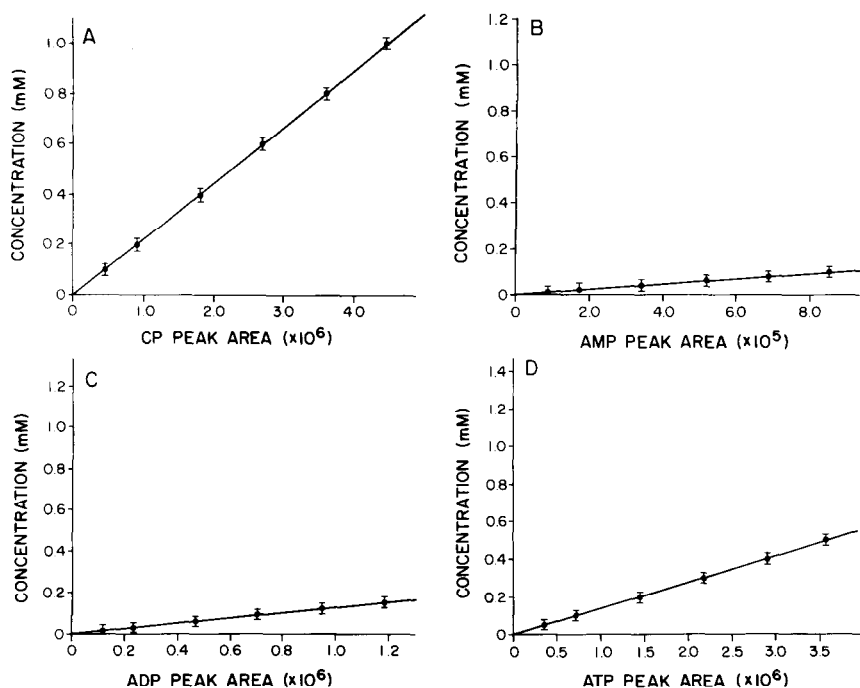 A
CONCENTRATION (mM)
1.0
0.8
0.6
0.4
0.2
0
0 1.0 2.0 3.0 4.0
CP PEAK AREA (×10⁶)
B
CONCENTRATION (mM)
1.2
1.0
0.8
0.6
0.4
0.2
0
0 2.0 4.0 6.0 8.0
AMP PEAK AREA (×10⁵)
C
CONCENTRATION (mM)
1.2
1.0
0.8
0.6
0.4
0.2
0
0 0.2 0.4 0.6 0.8 1.0 1.2
ADP PEAK AREA (×10⁶)
D
CONCENTRATION (mM)
1.4
1.2
1.0
0.8
0.6
0.4
0.2
0
0 0.5 1.0 1.5 2.0 2.5 3.0 3.5
ATP PEAK AREA (×10⁶)